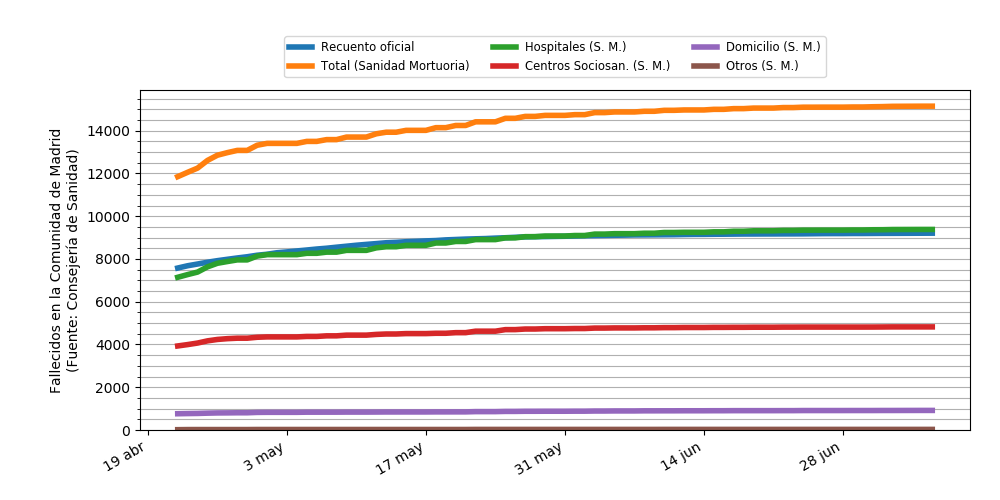 Recuento oficial
Total (Sanidad Mortuoria)
Hospitales (S. M.)
Centros Sociosan. (S. M.)
Domicilio (S. M.)
Otros (S. M.)
Fallecidos en la Comunidad de Madrid
(Fuente: Consejería de Sanidad)
14000
12000
10000
8000
6000
4000
2000
0
19 abr
3 may
17 may
31 may
14 jun
28 jun